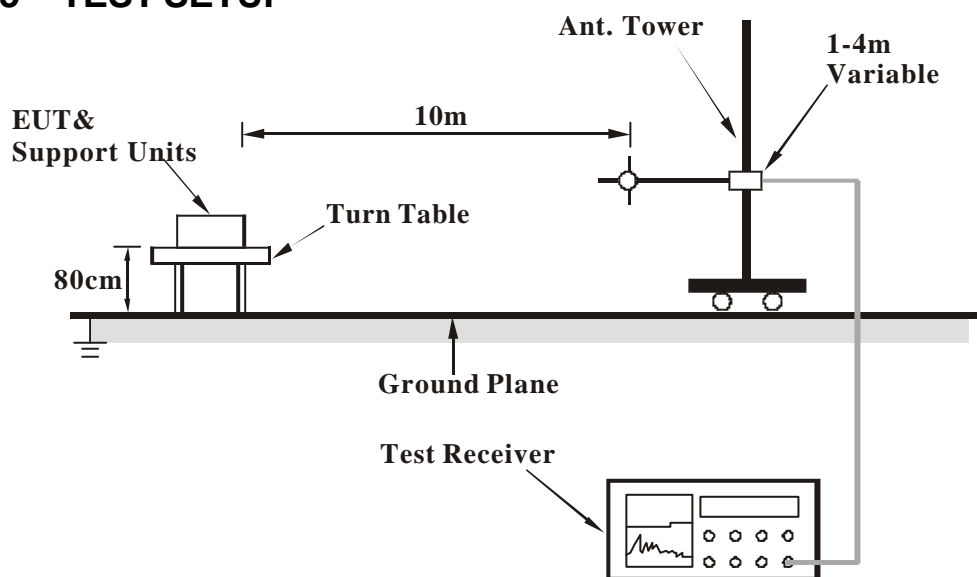 TEST SETUP
Ant. Tower
1-4m
Variable
10m
EUT&
Support Units
Turn Table
80cm
Ground Plane
Test Receiver